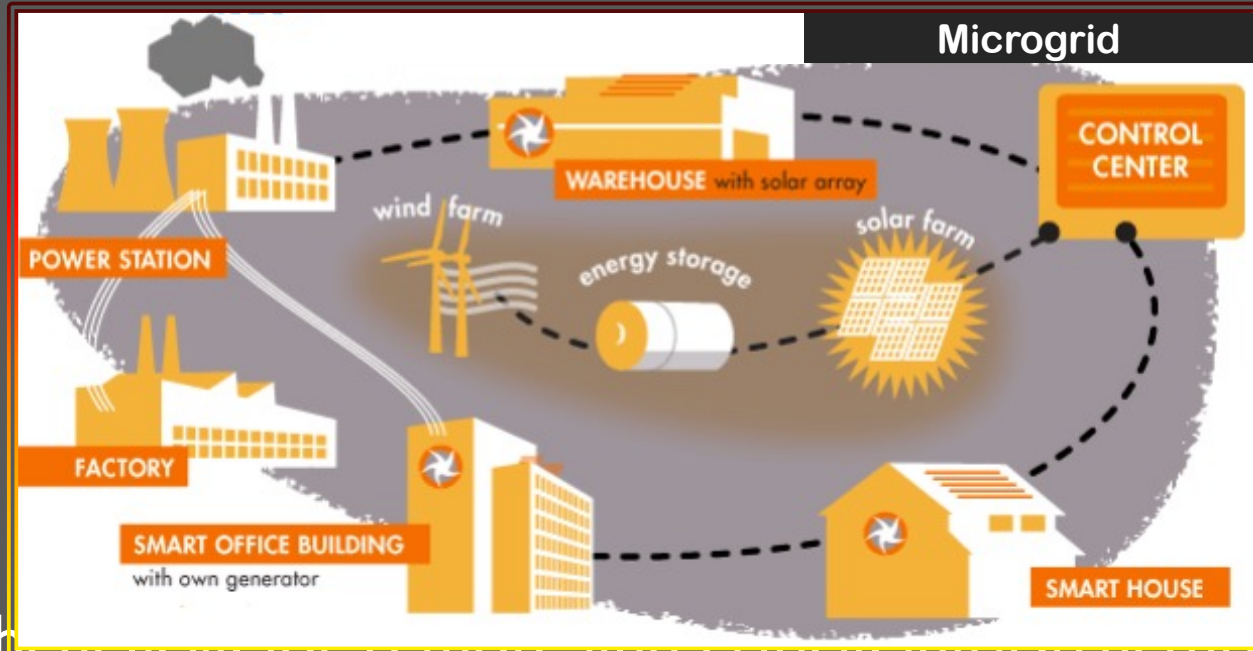 Microgrid
CONTROL
CENTER
WAREHOUSE with solar array
wind farm
solar farm
energy storage
POWER STATION
FACTORY
SMART OFFICE BUILDING
with own generator
SMART HOUSE